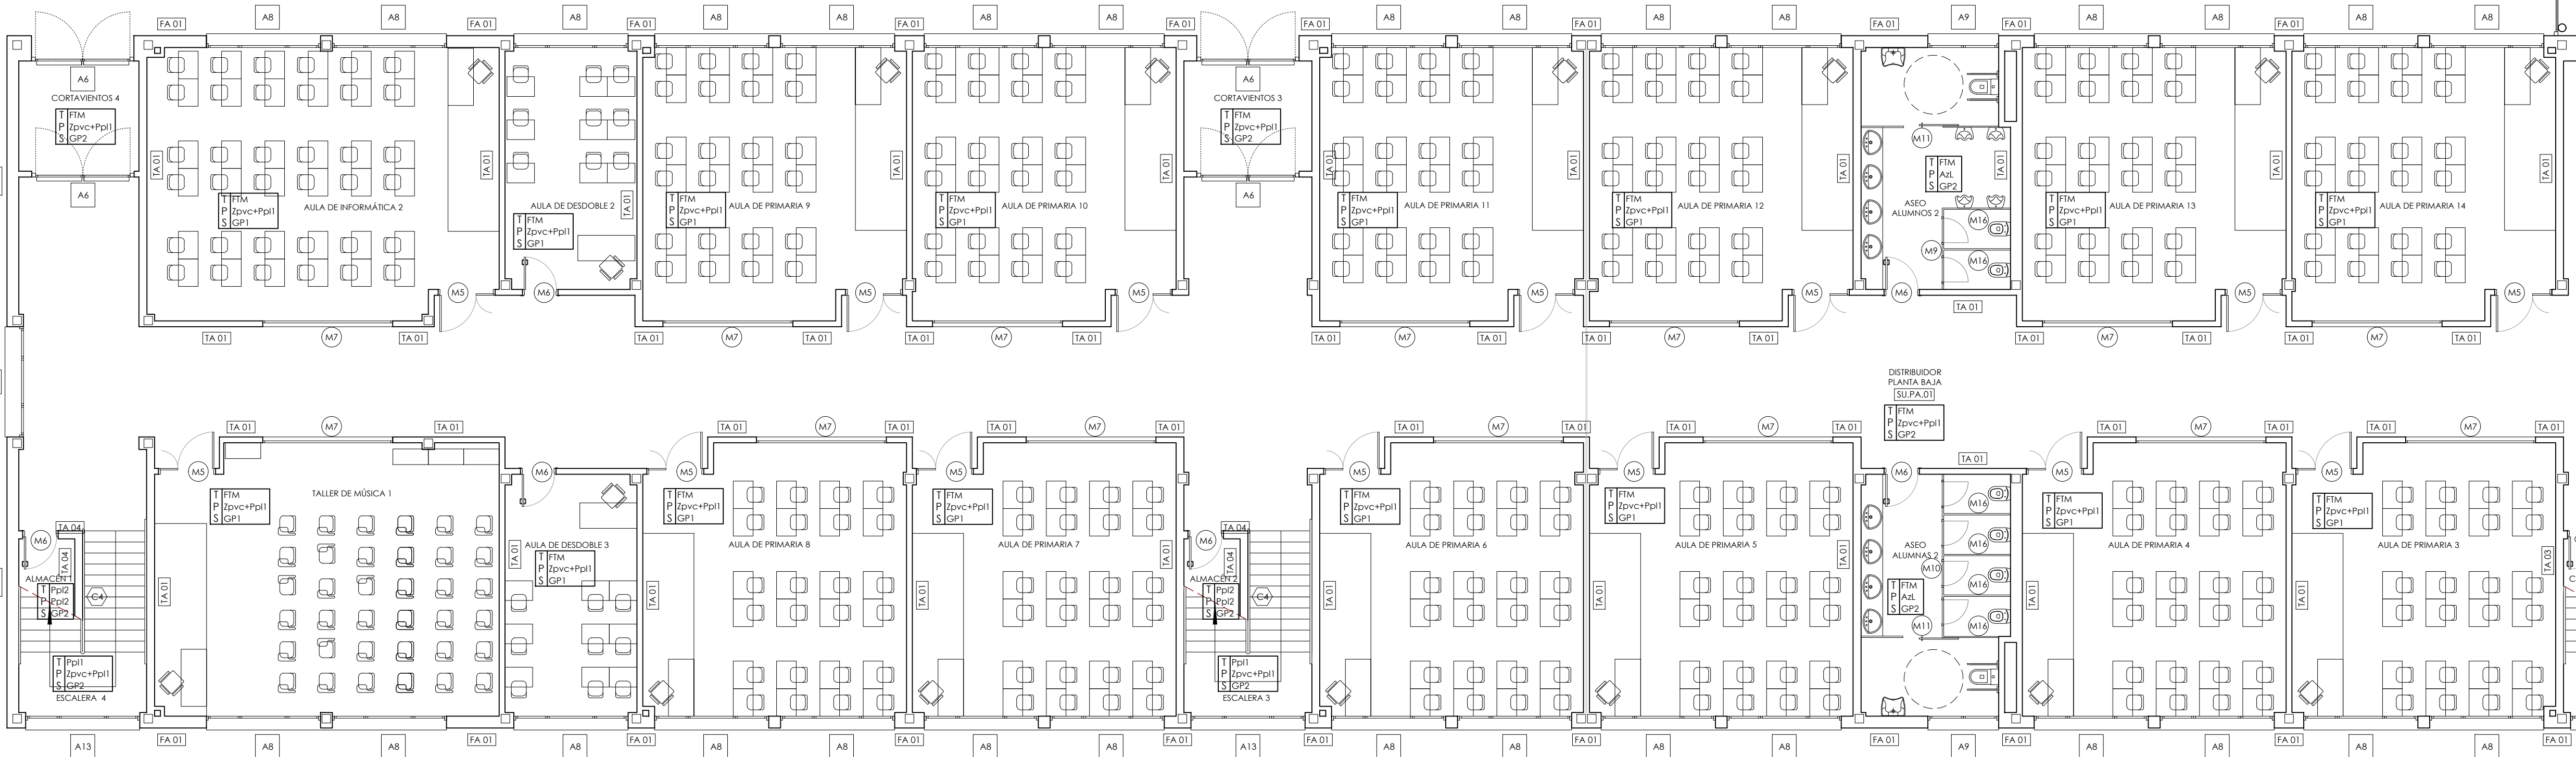 A8
A8
A8
A8
A8
A8
A8
A8
A8
A8
A8
A9
A8
A8
A8
A8
FA 01
FA 01
FA 01
FA 01
FA 01
FA 01
FA 01
FA 01
FA 01
FA 01
A6
CORTAVIENTOS 4
T FTM
P Zpvc+Ppl1
S GP2
A6
TA 01
T FTM
P Zpvc+Ppl1
S GP1
AULA DE INFORMÁTICA 2
TA 01
AULA DE DESDOBLE 2
T FTM
P Zpvc+Ppl1
S GP1
TA 01
T FTM
P Zpvc+Ppl1
S GP1
AULA DE PRIMARIA 9
TA 01
T FTM
P Zpvc+Ppl1
S GP1
AULA DE PRIMARIA 10
TA 01
A6
CORTAVIENTOS 3
T FTM
P Zpvc+Ppl1
S GP2
A6
TA 01
T FTM
P Zpvc+Ppl1
S GP1
AULA DE PRIMARIA 11
TA 01
T FTM
P Zpvc+Ppl1
S GP1
AULA DE PRIMARIA 12
TA 01
M11
T FTM
P AzL
S GP2
TA 01
ASEO
ALUMNOS 2
M16
M9
M16
T FTM
P Zpvc+Ppl1
S GP1
AULA DE PRIMARIA 13
TA 01
T FTM
P Zpvc+Ppl1
S GP1
AULA DE PRIMARIA 14
TA 01
M5
M6
M5
M5
M5
M5
M6
M5
M5
TA 01
TA 01
M7
TA 01
TA 01
M7
TA 01
TA 01
M7
TA 01
TA 01
M7
TA 01
TA 01
M7
TA 01
TA 01
M7
TA 01
TA 01
M7
TA 01
DISTRIBUIDOR
PLANTA BAJA
SU.PA.01
T FTM
P Zpvc+Ppl1
S GP2
TA 01
M7
TA 01
TA 01
M7
TA 01
TA 01
M7
TA 01
TA 01
M7
TA 01
TA 01
M7
TA 01
TA 01
TA 01
M7
TA 01
TA 01
M7
TA 01
M5
M6
M5
M5
M5
M5
M6
M5
M5
T FTM
P Zpvc+Ppl1
S GP1
TALLER DE MÚSICA 1
TA 01
TA 04
M6
TA 04
ALMACEN 1
T Ppl2
P Ppl2
S GP2
C4
T Ppl1
P Zpvc+Ppl1
S GP2
ESCALERA 4
TA 01
AULA DE DESDOBLE 3
T FTM
P Zpvc+Ppl1
S GP1
TA 01
T FTM
P Zpvc+Ppl1
S GP1
AULA DE PRIMARIA 8
TA 01
T FTM
P Zpvc+Ppl1
S GP1
AULA DE PRIMARIA 7
TA 01
TA 04
M6
TA 04
ALMACEN 2
T Ppl2
P Ppl2
S GP2
C4
T Ppl1
P Zpvc+Ppl1
S GP2
ESCALERA 3
TA 01
T FTM
P Zpvc+Ppl1
S GP1
AULA DE PRIMARIA 6
TA 01
T FTM
P Zpvc+Ppl1
S GP1
AULA DE PRIMARIA 5
TA 01
ASEO
ALUMNAS 2
M10
T FTM
P AzL
S GP2
M11
M16
M16
M16
M16
TA 01
T FTM
P Zpvc+Ppl1
S GP1
AULA DE PRIMARIA 4
TA 01
T FTM
P Zpvc+Ppl1
S GP1
AULA DE PRIMARIA 3
TA 03
FA 01
FA 01
FA 01
FA 01
FA 01
FA 01
FA 01
FA 01
FA 01
FA 01
FA 01
A13
A8
A8
A8
A8
A8
A8
A8
A13
A8
A8
A8
A8
A9
A8
A8
A8
A8